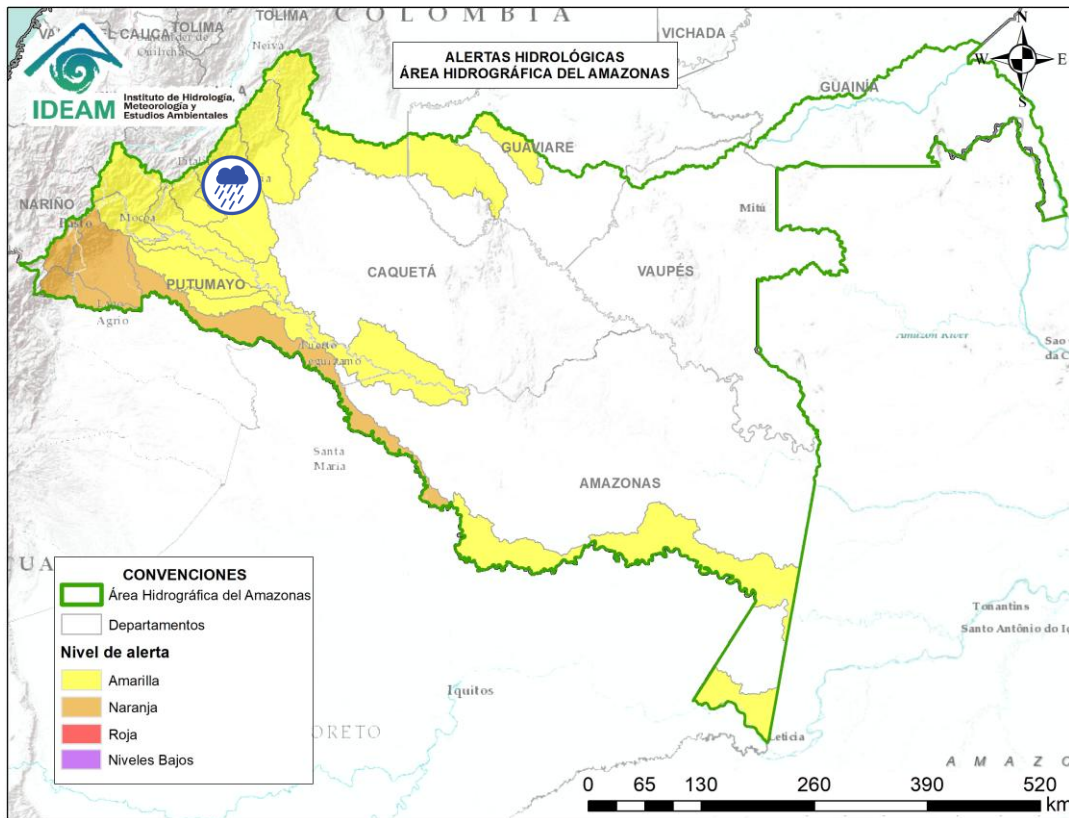 COLOMBIA
TOLIMA
TOLIMA
VICHADA
Neiva
ALERTAS HIDROLÓGICAS
ÁREA HIDROGRÁFICA DEL AMAZONAS
N
W
E
S
IDEAM
Instituto de Hidrología,
Meteorología y
Estudios Ambientales
GUAINÍA
GUAVIARE
NARIÑO
Pasto
Mocoa
Mitú
CAQUETÁ
VAUPÉS
PUTUMAYO
Agrio
Amazon River
Puerto
Santa
María
AMAZONAS
CONVENCIONES
Área Hidrográfica del Amazonas
Departamentos
Nivel de alerta
Amarilla
Naranja
Roja
Niveles Bajos
Tonantins
Santo Antônio do
Iquitos
ORETO
Leticia
A M A Z O
0 65 130 260 390 520
km